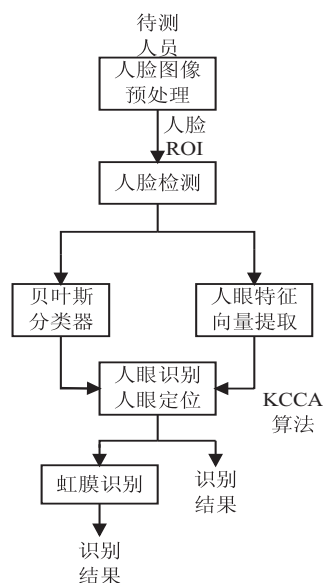 待测
人员
人脸图像
预处理
人脸
ROI
人脸检测
贝叶斯
分类器
人眼特征
向量提取
人眼识别
人眼定位
KCCA
算法
虹膜识别
识别
结果
识别
结果